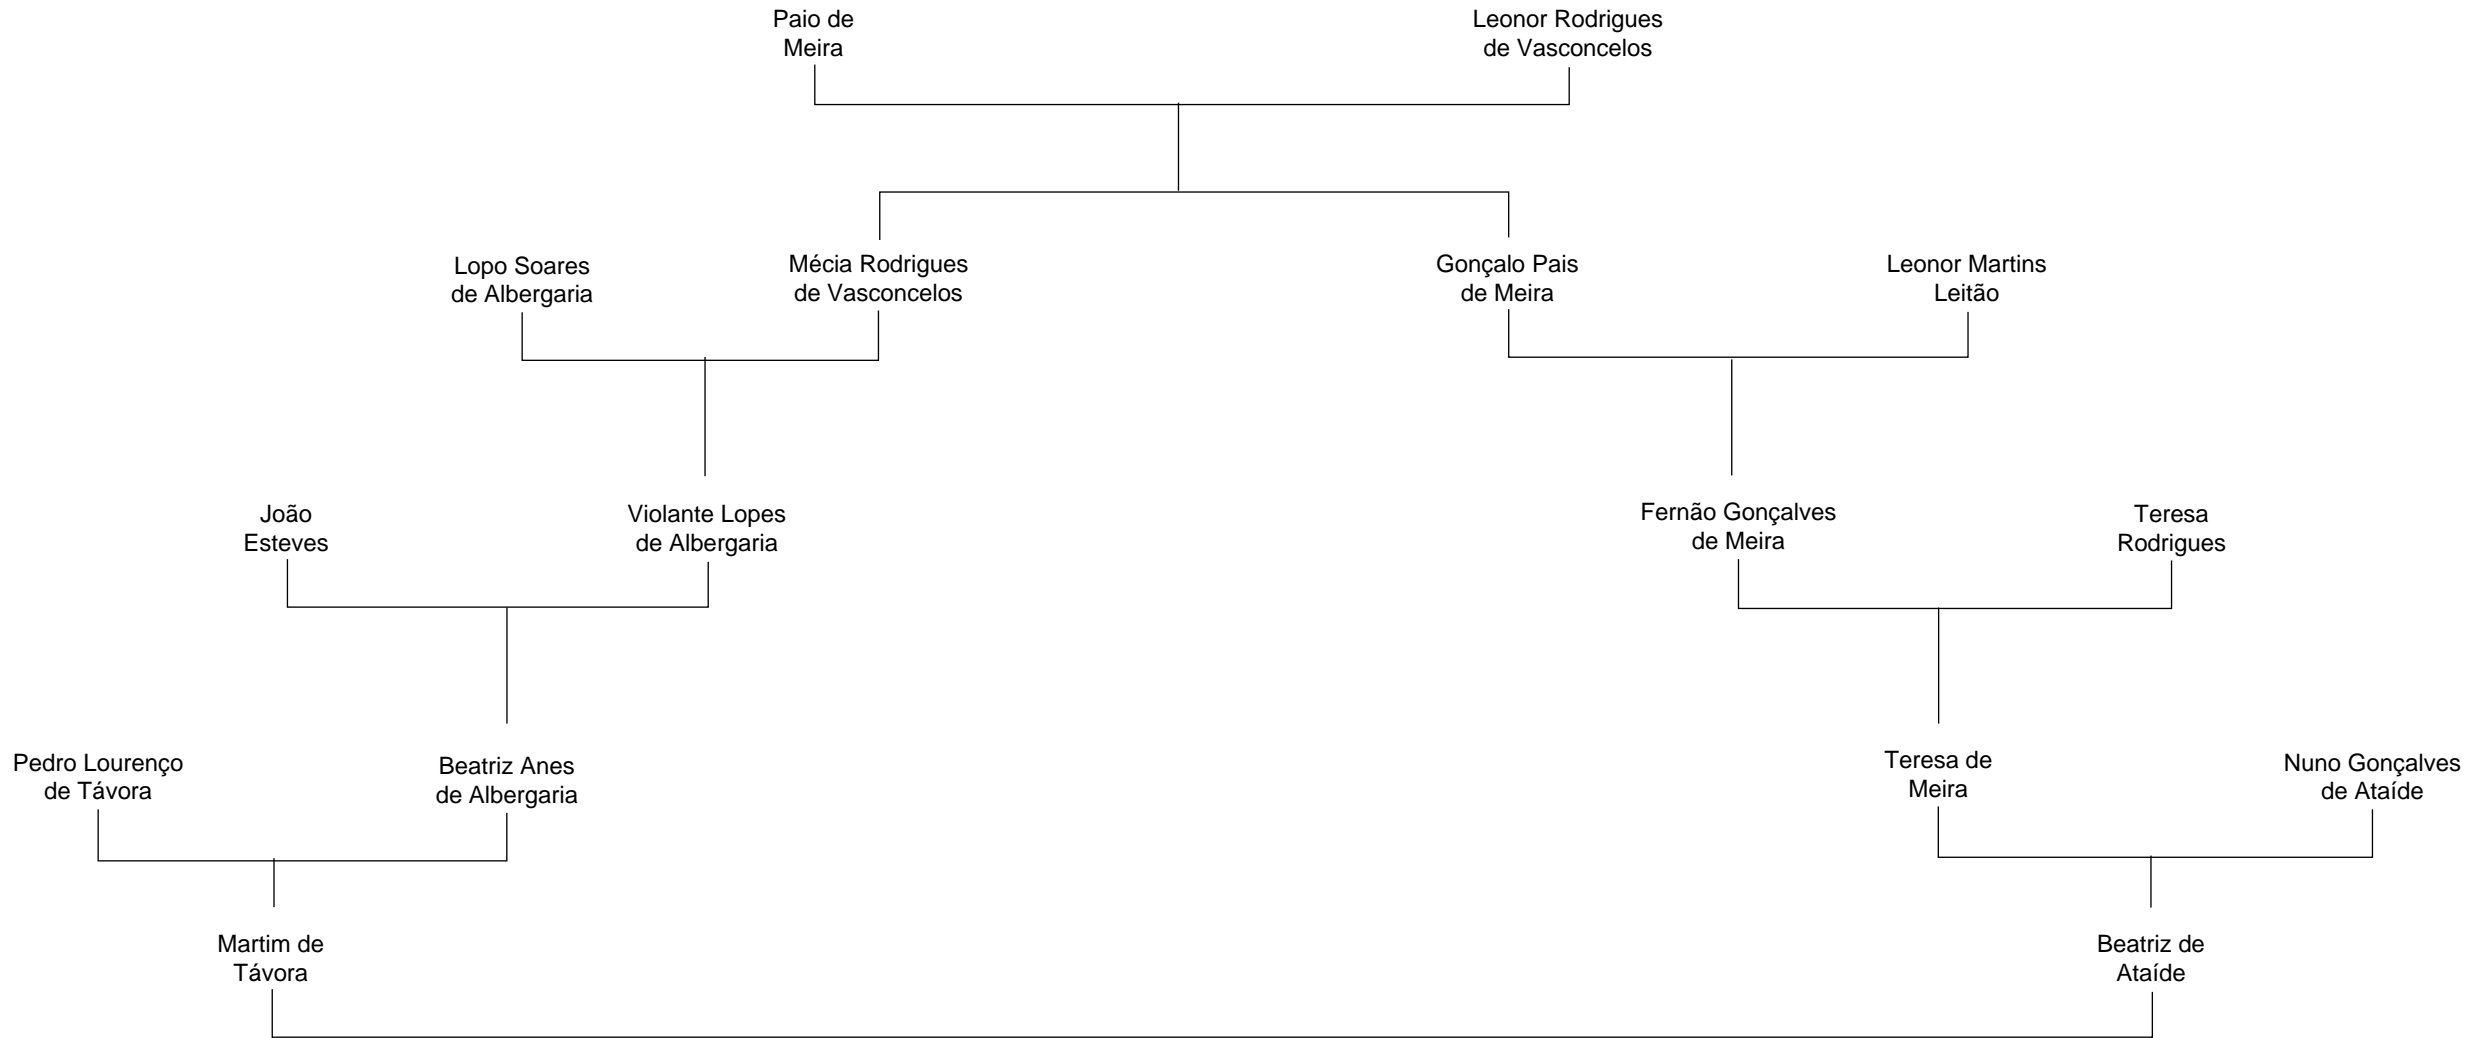 Paio de
Meira
Leonor Rodrigues
de Vasconcelos
Lopo Soares
de Albergaria
Mécia Rodrigues
de Vasconcelos
Gonçalo Pais
de Meira
Leonor Martins
Leitão
João
Esteves
Violante Lopes
de Albergaria
Fernão Gonçalves
de Meira
Teresa
Rodrigues
Pedro Lourenço
de Távora
Beatriz Anes
de Albergaria
Teresa de
Meira
Nuno Gonçalves
de Ataíde
Martim de
Távora
Beatriz de
Ataíde